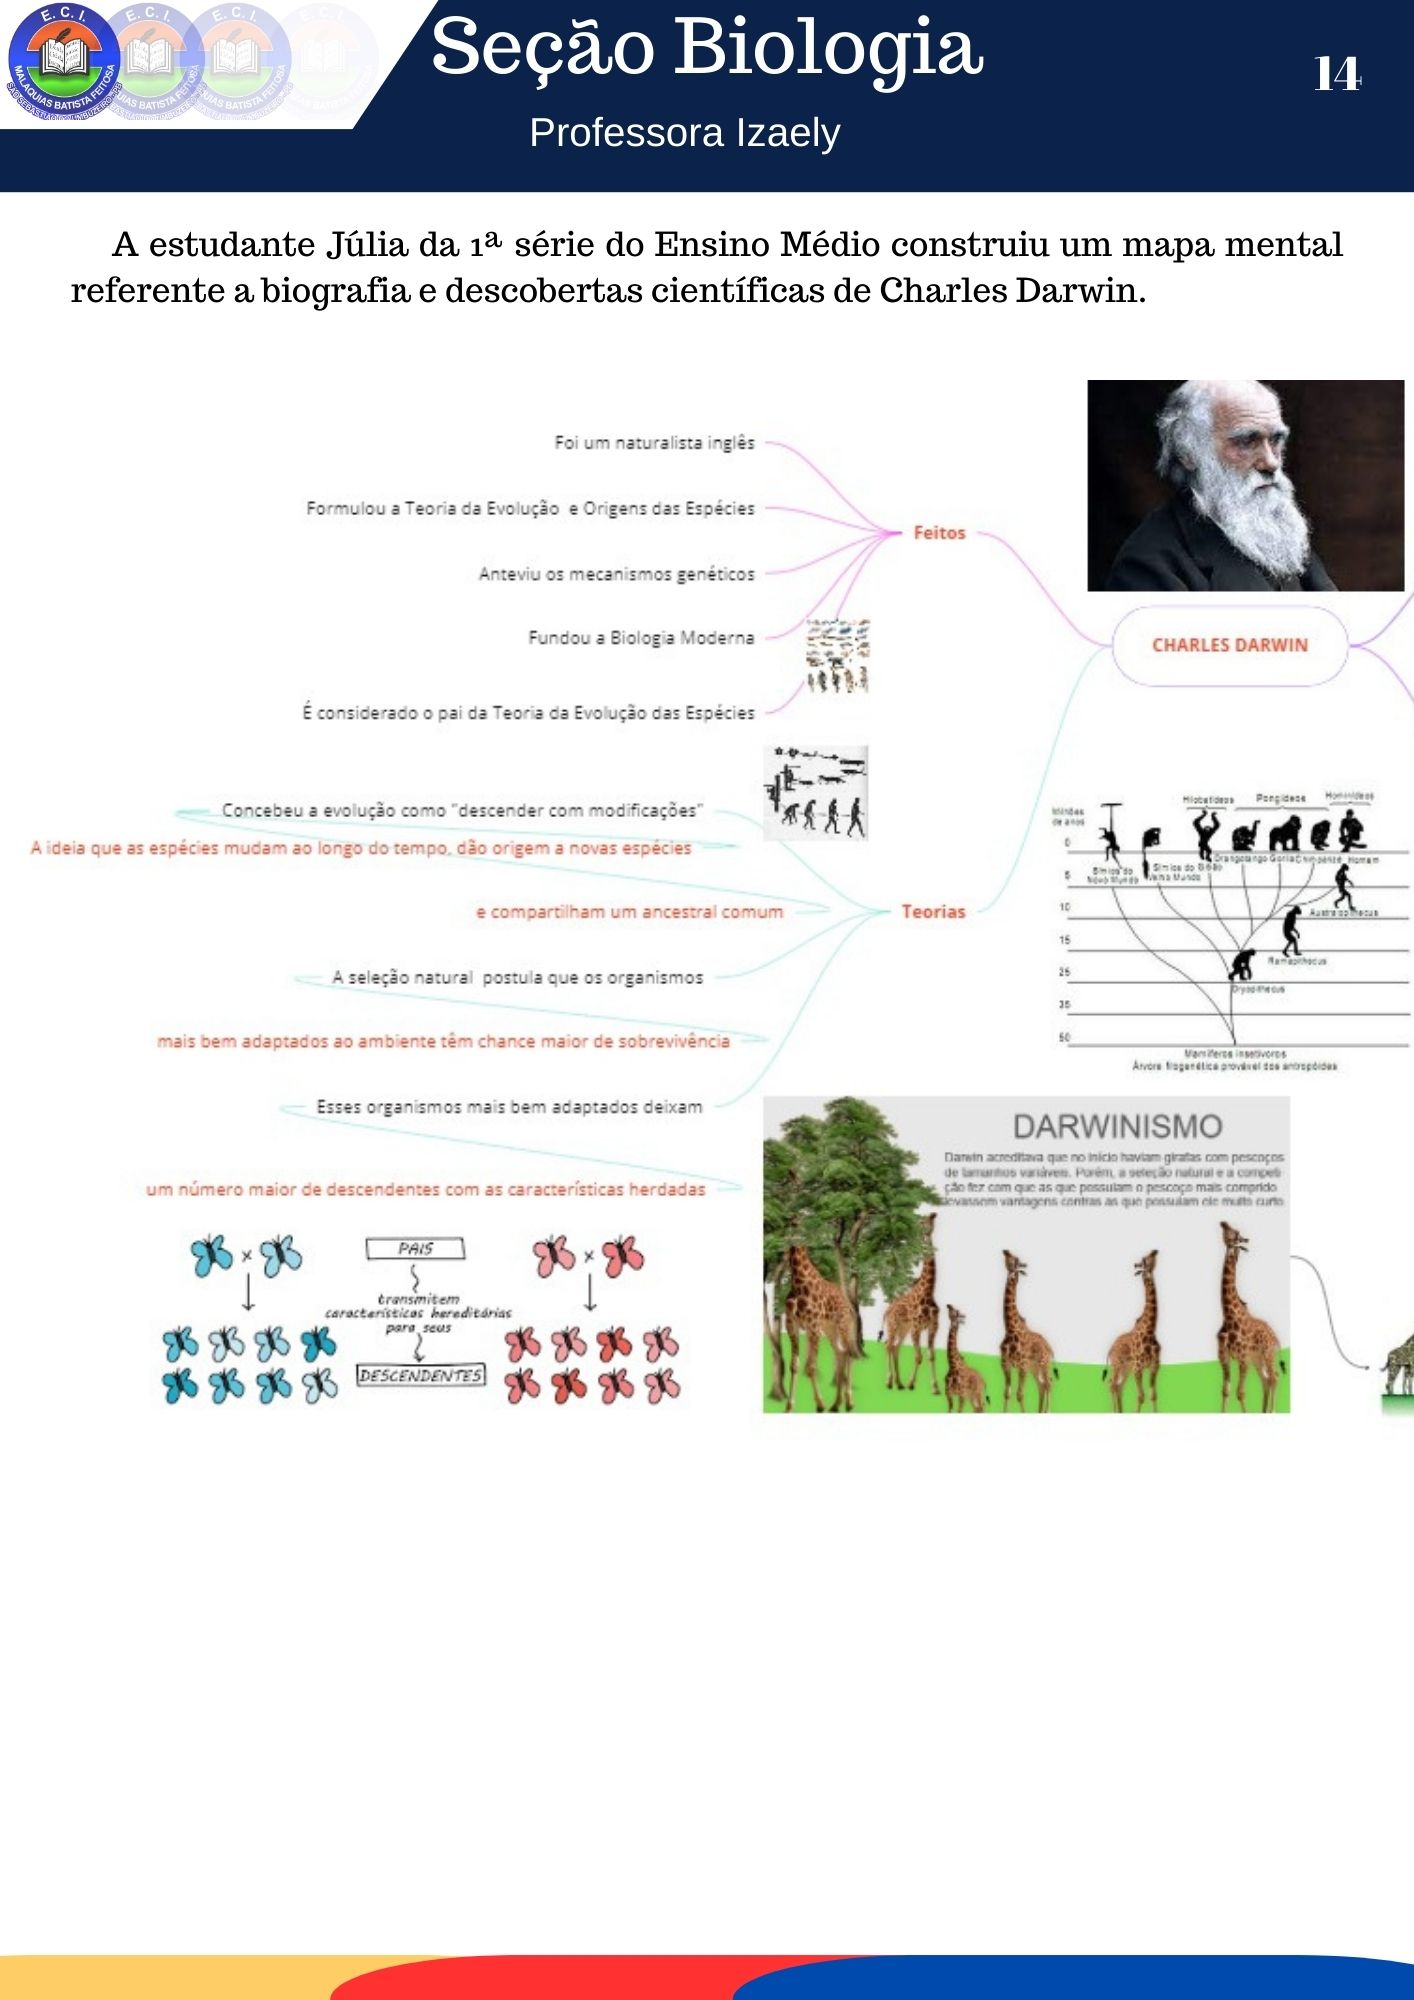 E. C. I.
MALAQUIAS BATISTA FEITOSA
E. C. I.
E. C. I.
Seção Biologia
14
Professora Izaely
A estudante Júlia da 1ª série do Ensino Médio construiu um mapa mental
referente a biografia e descobertas científicas de Charles Darwin.
Foi um naturalista inglês
Formulou a Teoria da Evolução e Origens das Espécies
Feitos
Anteviu os mecanismos genéticos
Fundou a Biologia Moderna
CHARLES DARWIN
É considerado o pai da Teoria da Evolução das Espécies
Concebeu a evolução como "descender com modificações"
A ideia que as espécies mudam ao longo do tempo, dão origem a novas espécies
e compartilham um ancestral comum
Teorias
A seleção natural postula que os organismos
mais bem adaptados ao ambiente têm chance maior de sobrevivência
Esses organismos mais bem adaptados deixam
um número maior de descendentes com as características herdadas
Milhões
de anos
Hilobatídeos Pongídeos Hominídeos
0
Orangotango Gorila Chimpanzé Homem
Símios do
Novo Mundo
Símios do
Velho Mundo
Gibão
5
10
Australopithecus
15
Ramapithecus
25
Dryopithecus
35
50
Mamíferos insetívoros
Árvore filogenética provável dos antropóides
DARWINISMO
Darwin acreditava que no início haviam girafas com pescoços
de tamanhos variáveis. Porém, a seleção natural e a competi-
ção fez com que as que possuíam o pescoço mais comprido
levassem vantagens contras as que possuíam ele muito curto
PAIS
transmitem
características hereditárias
para seus
DESCENDENTES